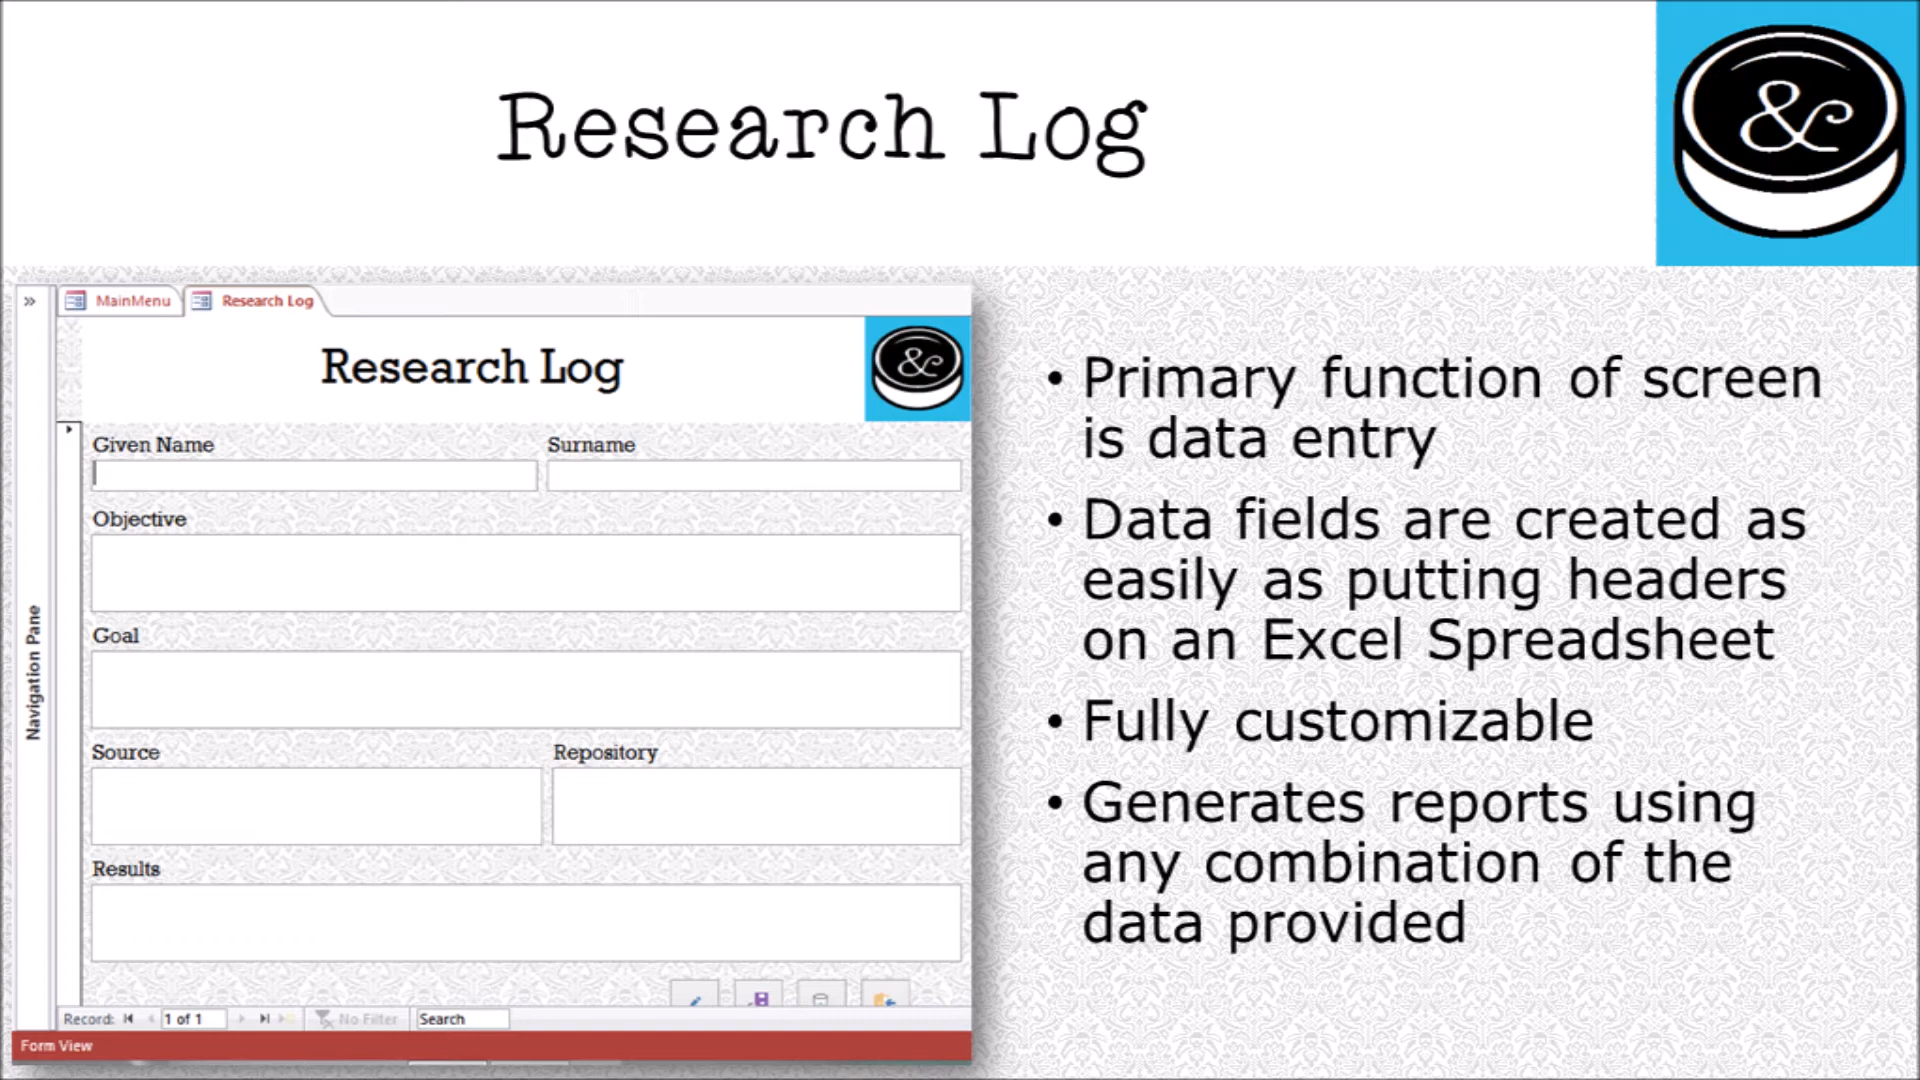 Research Log
&
MainMenu Research Log
Research Log
&
Given Name Surname
Objective
Goal
Source Repository
Results
Navigation Pane
Record: 1 of 1 No Filter Search
Form View
• Primary function of screen
is data entry
• Data fields are created as
easily as putting headers
on an Excel Spreadsheet
• Fully customizable
• Generates reports using
any combination of the
data provided